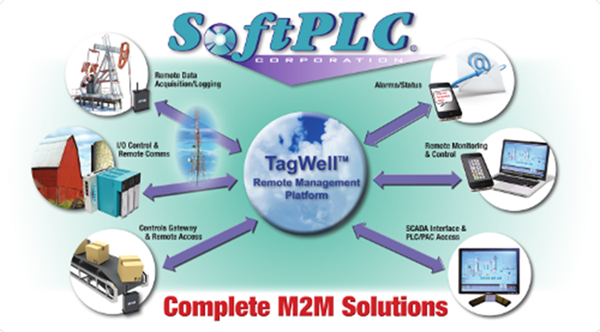 SoftPLC®
CORPORATION
Remote Data
Acquisition/Logging
Alarms/Status
I/O Control &
Remote Comms
TagWell™
Remote Management
Platform
Remote Monitoring
& Control
Controls Gateway
& Remote Access
SCADA Interface &
PLC/PAC Access
Complete M2M Solutions